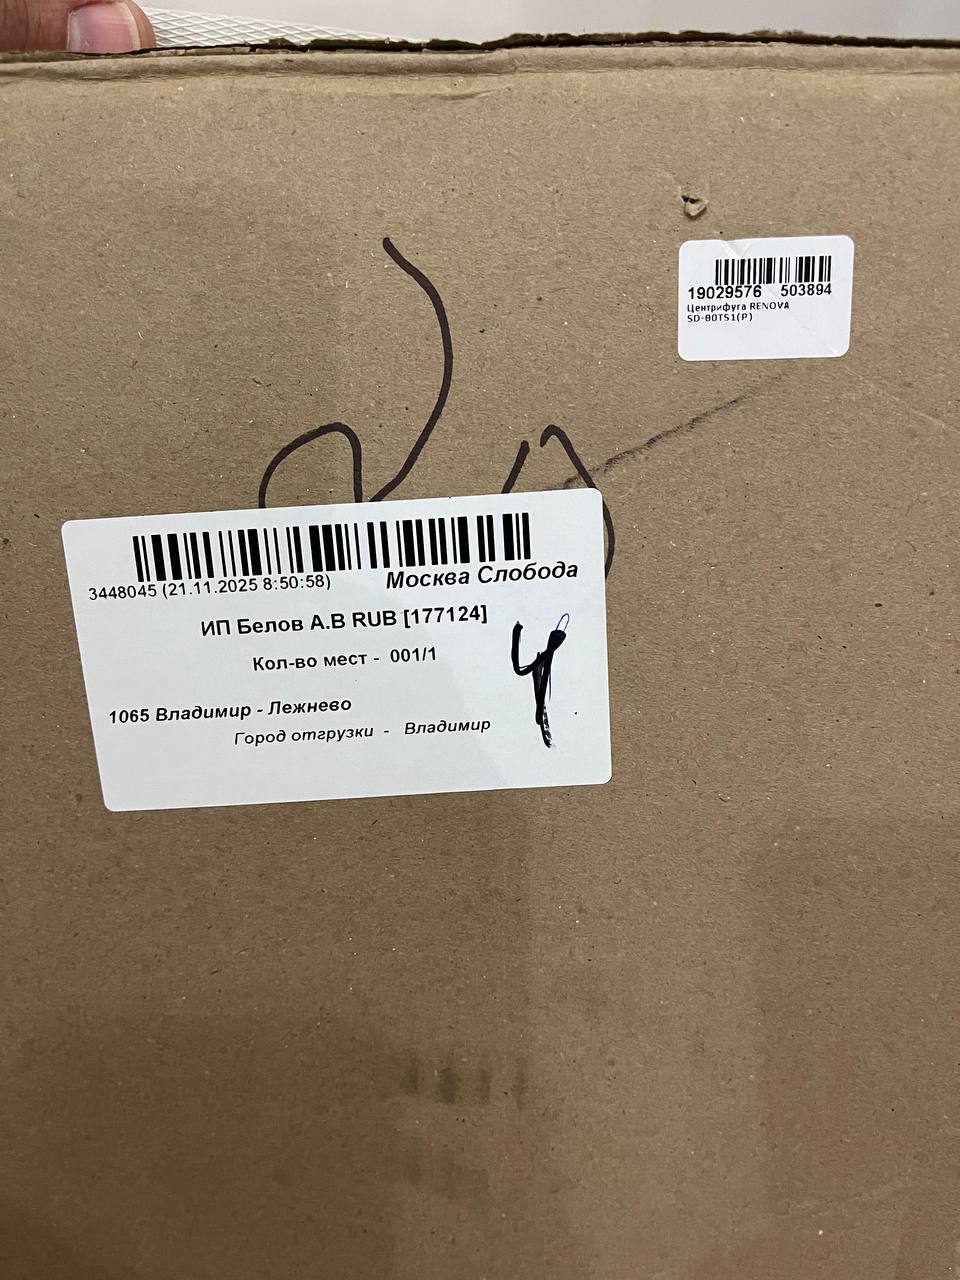 19029576 503894
Центрифуга RENOVA
SD-80TS1(P)
3448045 (21.11.2025 8:50:58)
Москва Слобода
ИП Белов А.В RUB [177124]
Кол-во мест - 001/1
4
1065 Владимир - Лежнево
Город отгрузки - Владимир